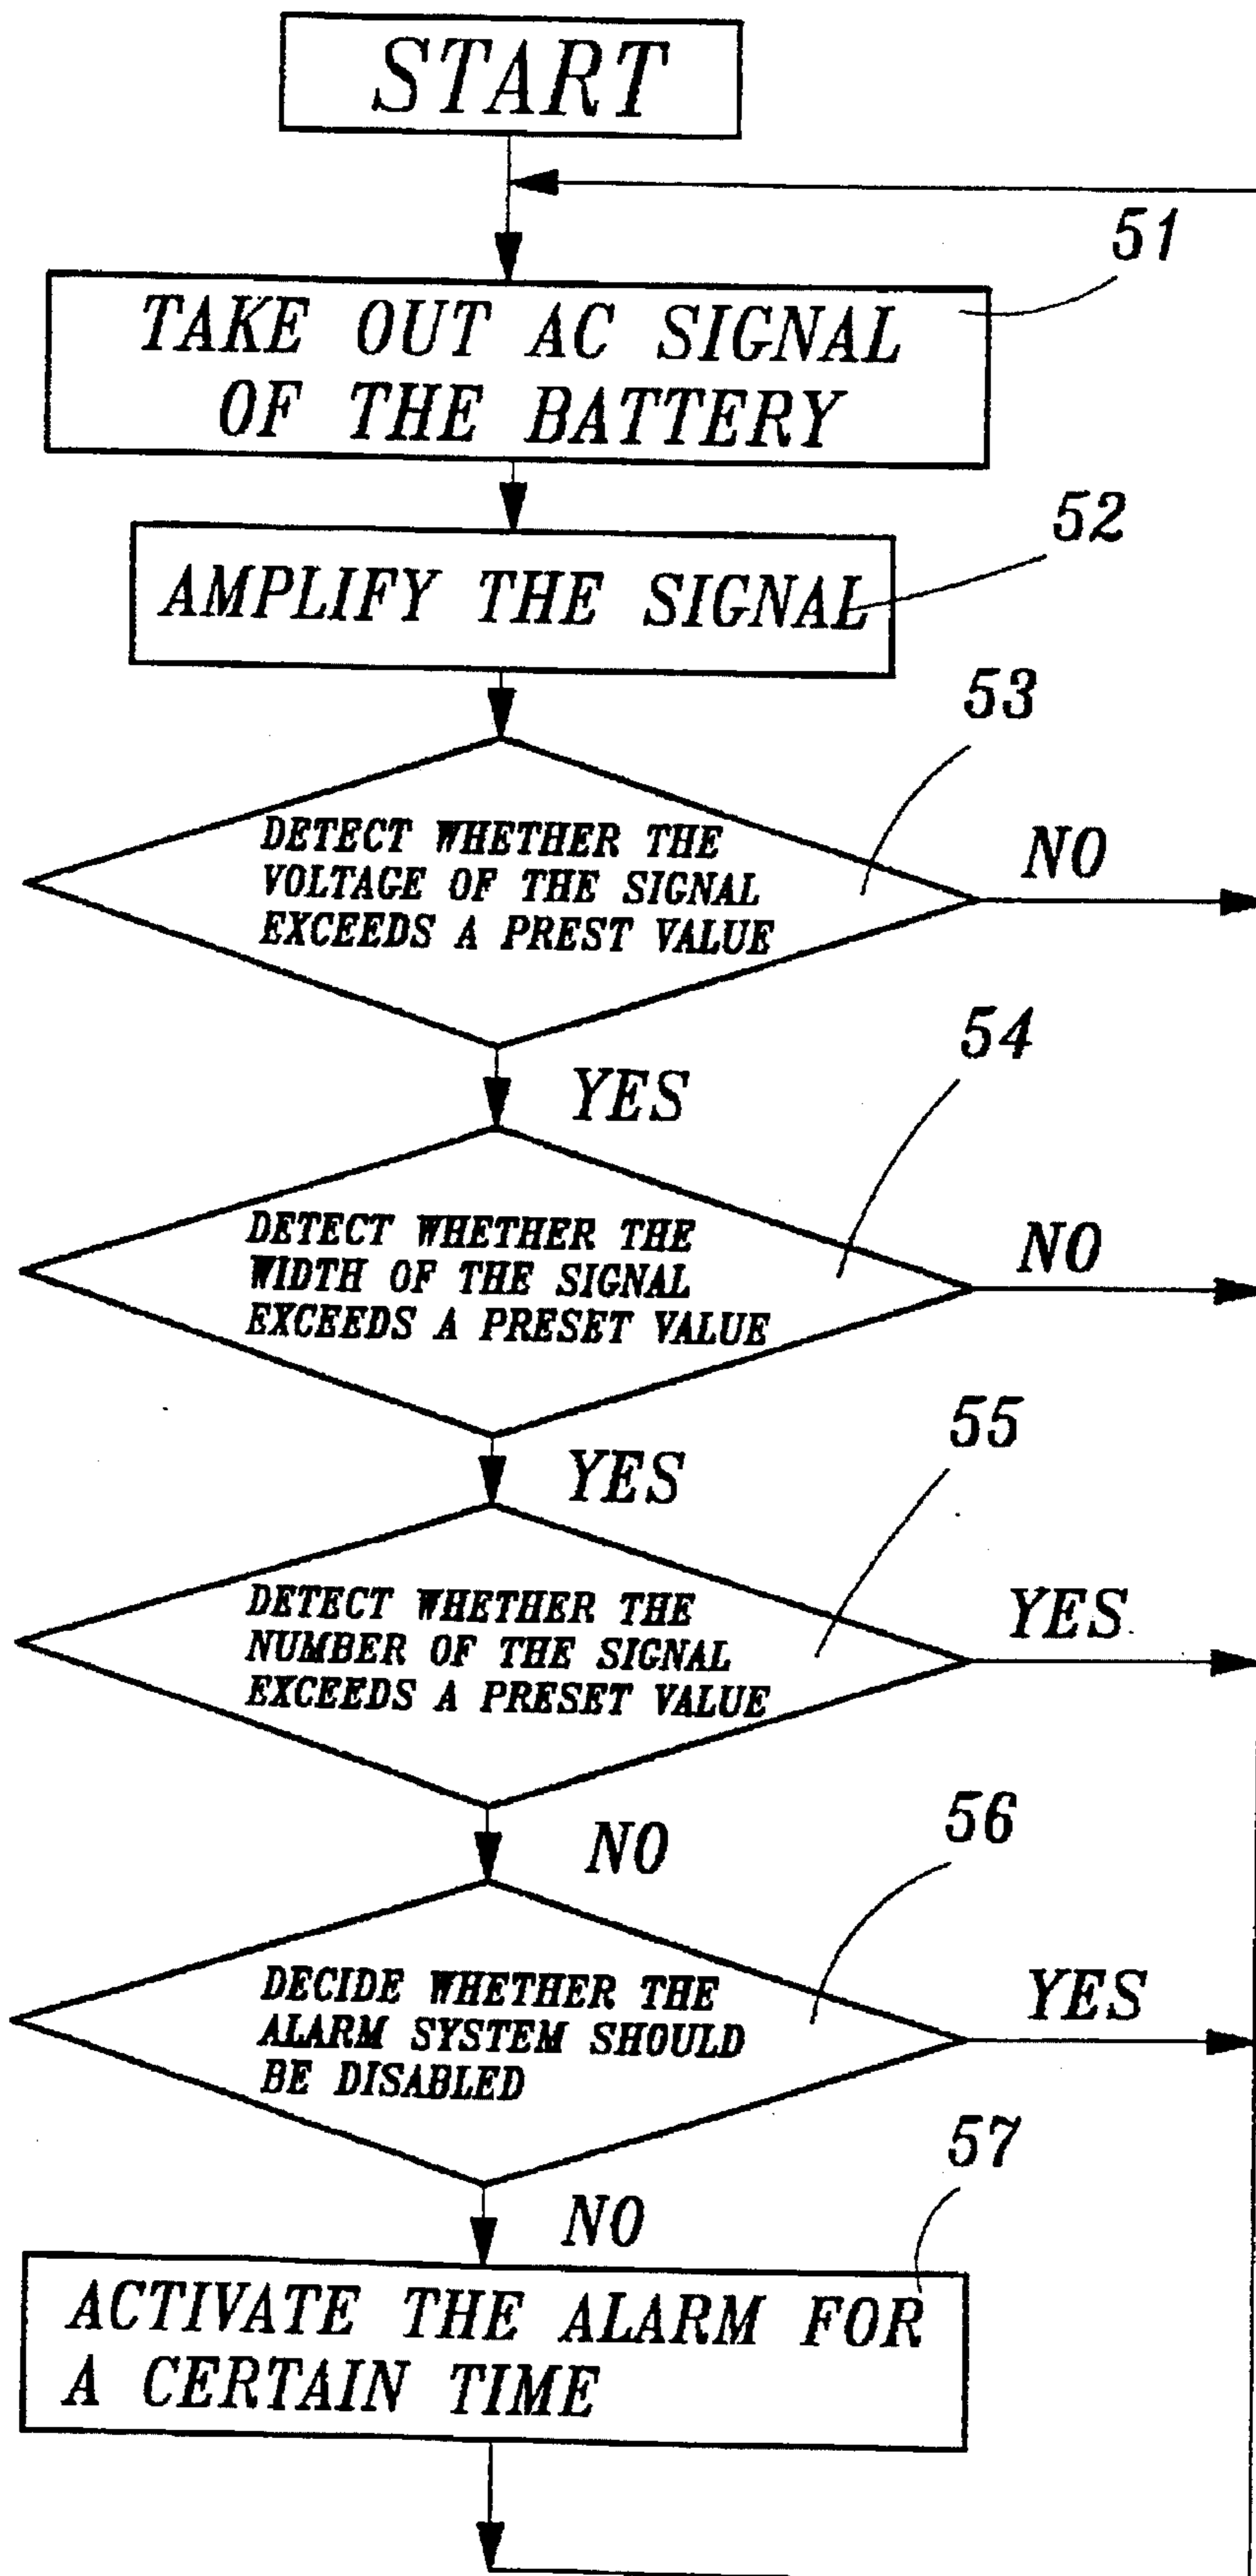 START
51
TAKE OUT AC SIGNAL
OF THE BATTERY
52
AMPLIFY THE SIGNAL
53
DETECT WHETHER THE
VOLTAGE OF THE SIGNAL
EXCEEDS A PREST VALUE
NO
54
YES
DETECT WHETHER THE
WIDTH OF THE SIGNAL
EXCEEDS A PRESET VALUE
NO
55
YES
DETECT WHETHER THE
NUMBER OF THE SIGNAL
EXCEEDS A PRESET VALUE
YES
56
NO
DECIDE WHETHER THE
ALARM SYSTEM SHOULD
BE DISABLED
YES
57
NO
ACTIVATE THE ALARM FOR
A CERTAIN TIME